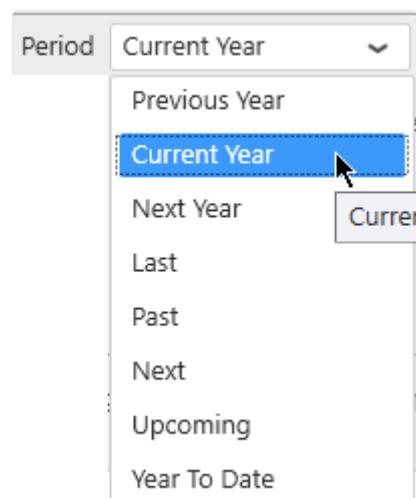 Period Current Year
Previous Year
Current Year
Next Year
Last
Past
Next
Upcoming
Year To Date